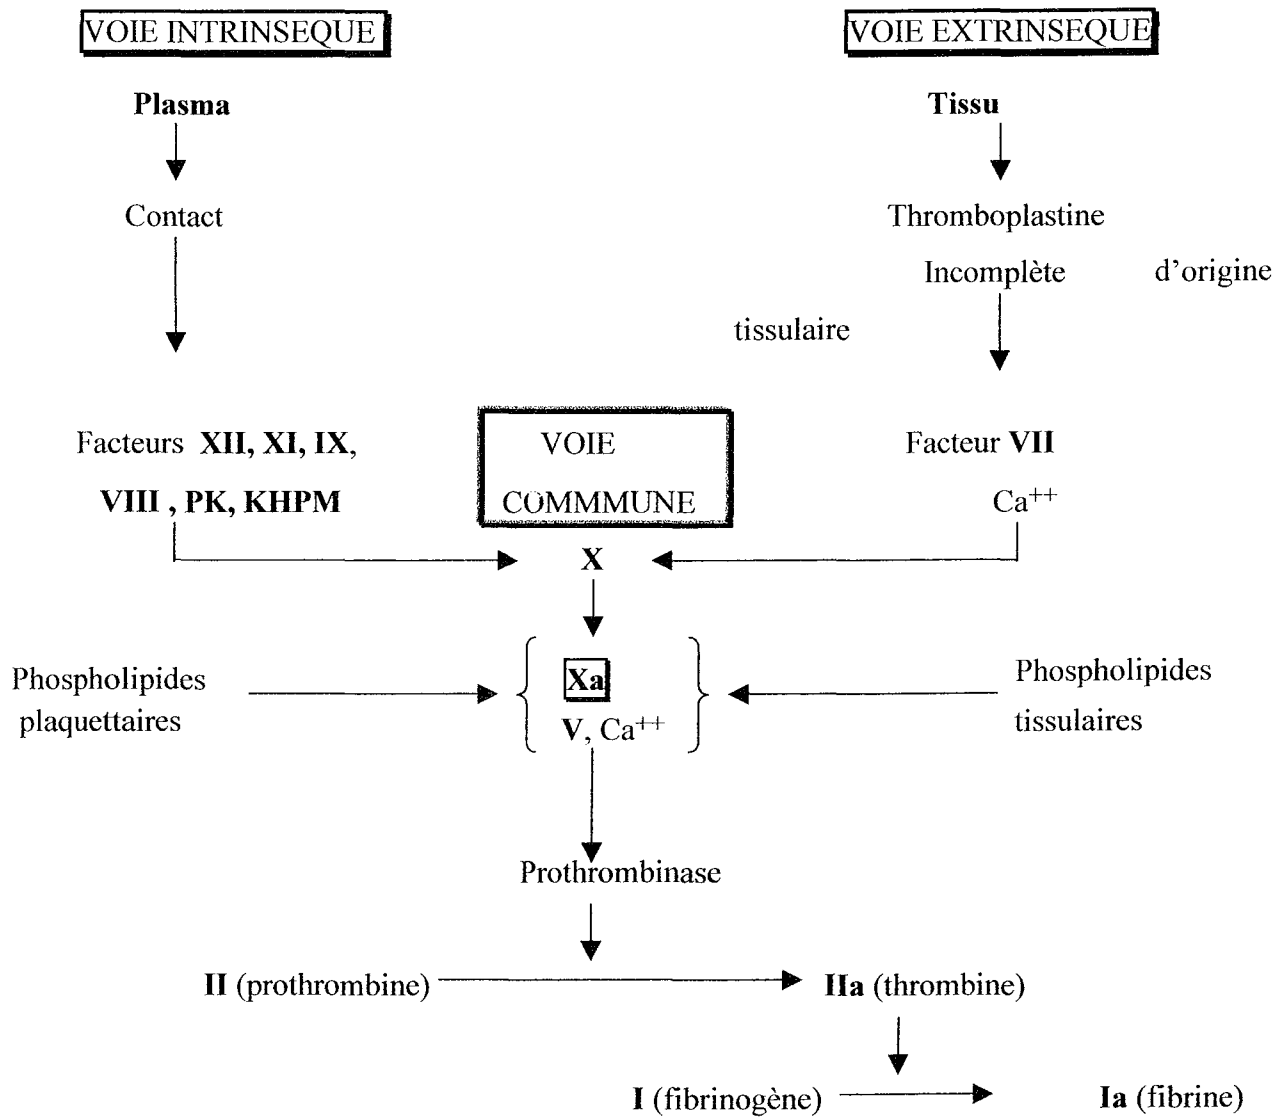 VOIE INTRINSEQUE
VOIE EXTRINSEQUE
Plasma
Tissu
Contact
Thromboplastine
Incomplète d'origine
tissulaire
Facteurs XII, XI, IX,
VIII , PK, KHPM
VOIE
COMMMUNE
Facteur VII
Ca++
X
Phospholipides
plaquettaires
Xa
V, Ca++
Phospholipides
tissulaires
Prothrombinase
II (prothrombine)
IIa (thrombine)
I (fibrinogène)
Ia (fibrine)